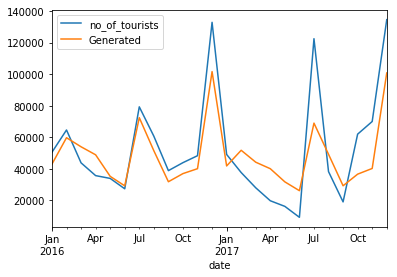 140000
120000
100000
80000
60000
40000
20000
no_of_tourists
Generated
Jan Apr Jul Oct Jan Apr Jul Oct
2016 2017
date